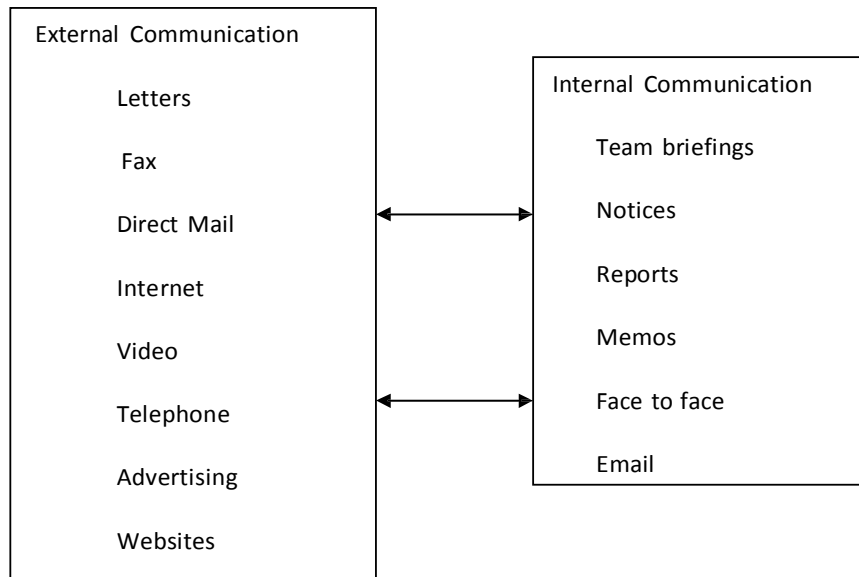 External Communication
Letters
Fax
Direct Mail
Internet
Video
Telephone
Advertising
Websites
Internal Communication
Team briefings
Notices
Reports
Memos
Face to face
Email